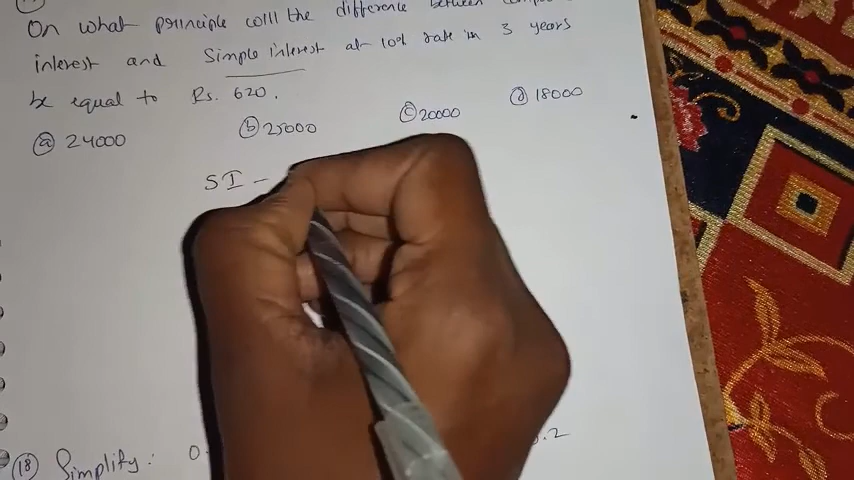 On what principle will the difference between
interest and Simple interest at 10% rate in 3 years
be equal to Rs. 620.
(a) 24000 (b) 25000 (c) 20000 (d) 18000
SI -
(18) Simplify: 0.